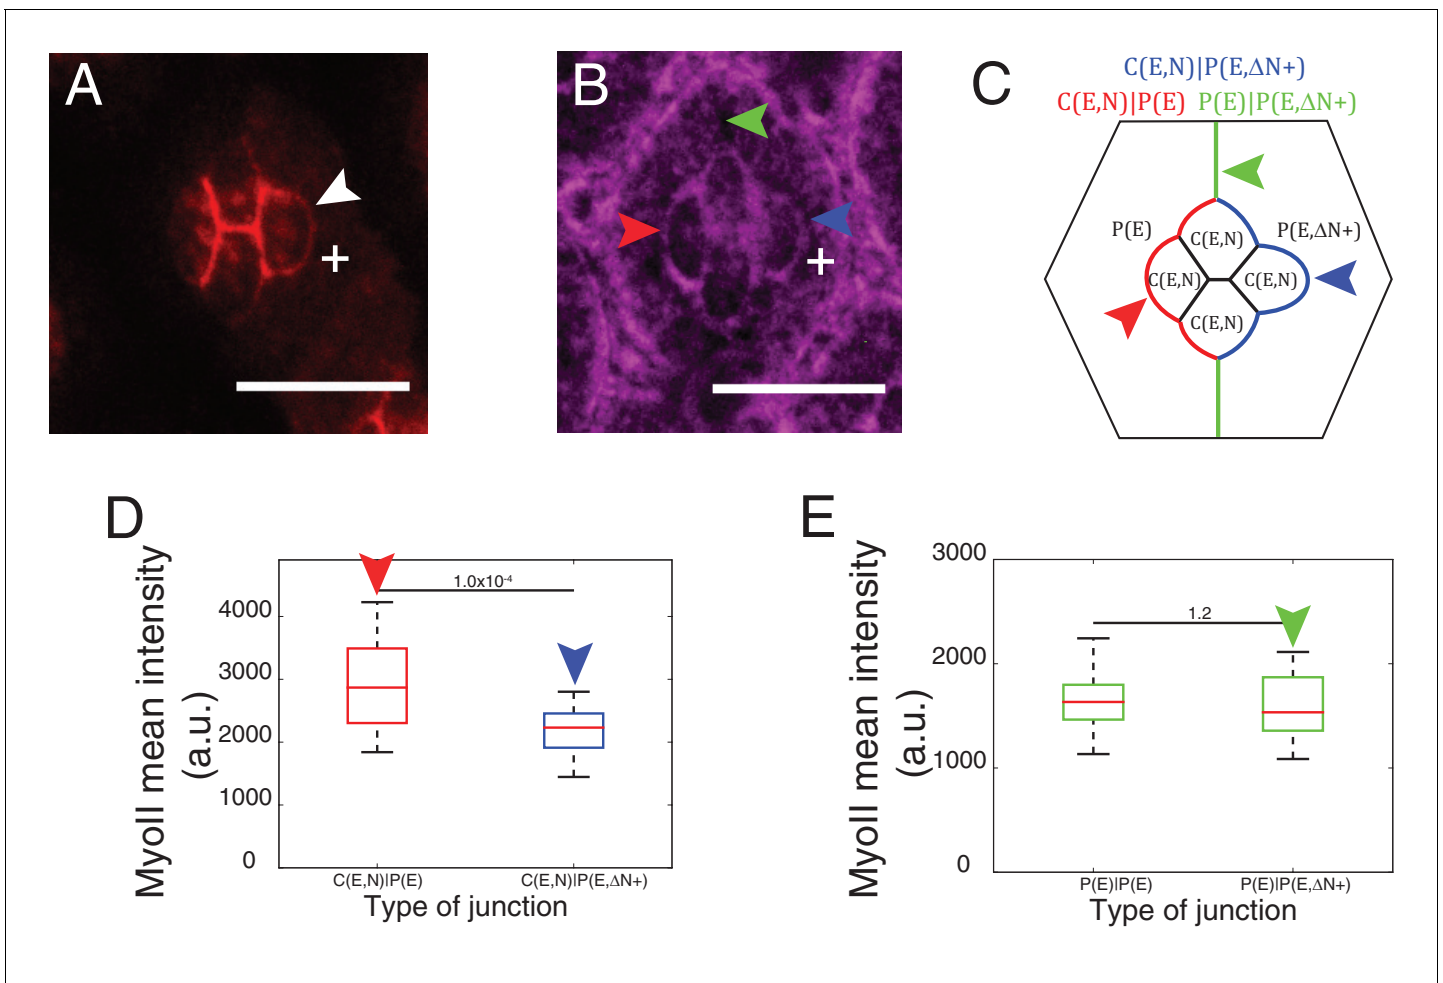 A
B
C
C(E,N)|P(E,ΔN+)
C(E,N)|P(E) P(E)|P(E,ΔN+)
P(E)
C(E,N)
P(E,ΔN+)
C(E,N)
C(E,N)
C(E,N)
+
+
D
MyoII mean intensity
(a.u.)
4000
3000
2000
1000
0
1.0x10-4
C(E,N)|P(E)
C(E,N)|P(E,ΔN+)
Type of junction
E
MyoII mean intensity
(a.u.)
3000
2000
1000
0
1.2
P(E)|P(E)
P(E)|P(E,ΔN+)
Type of junction